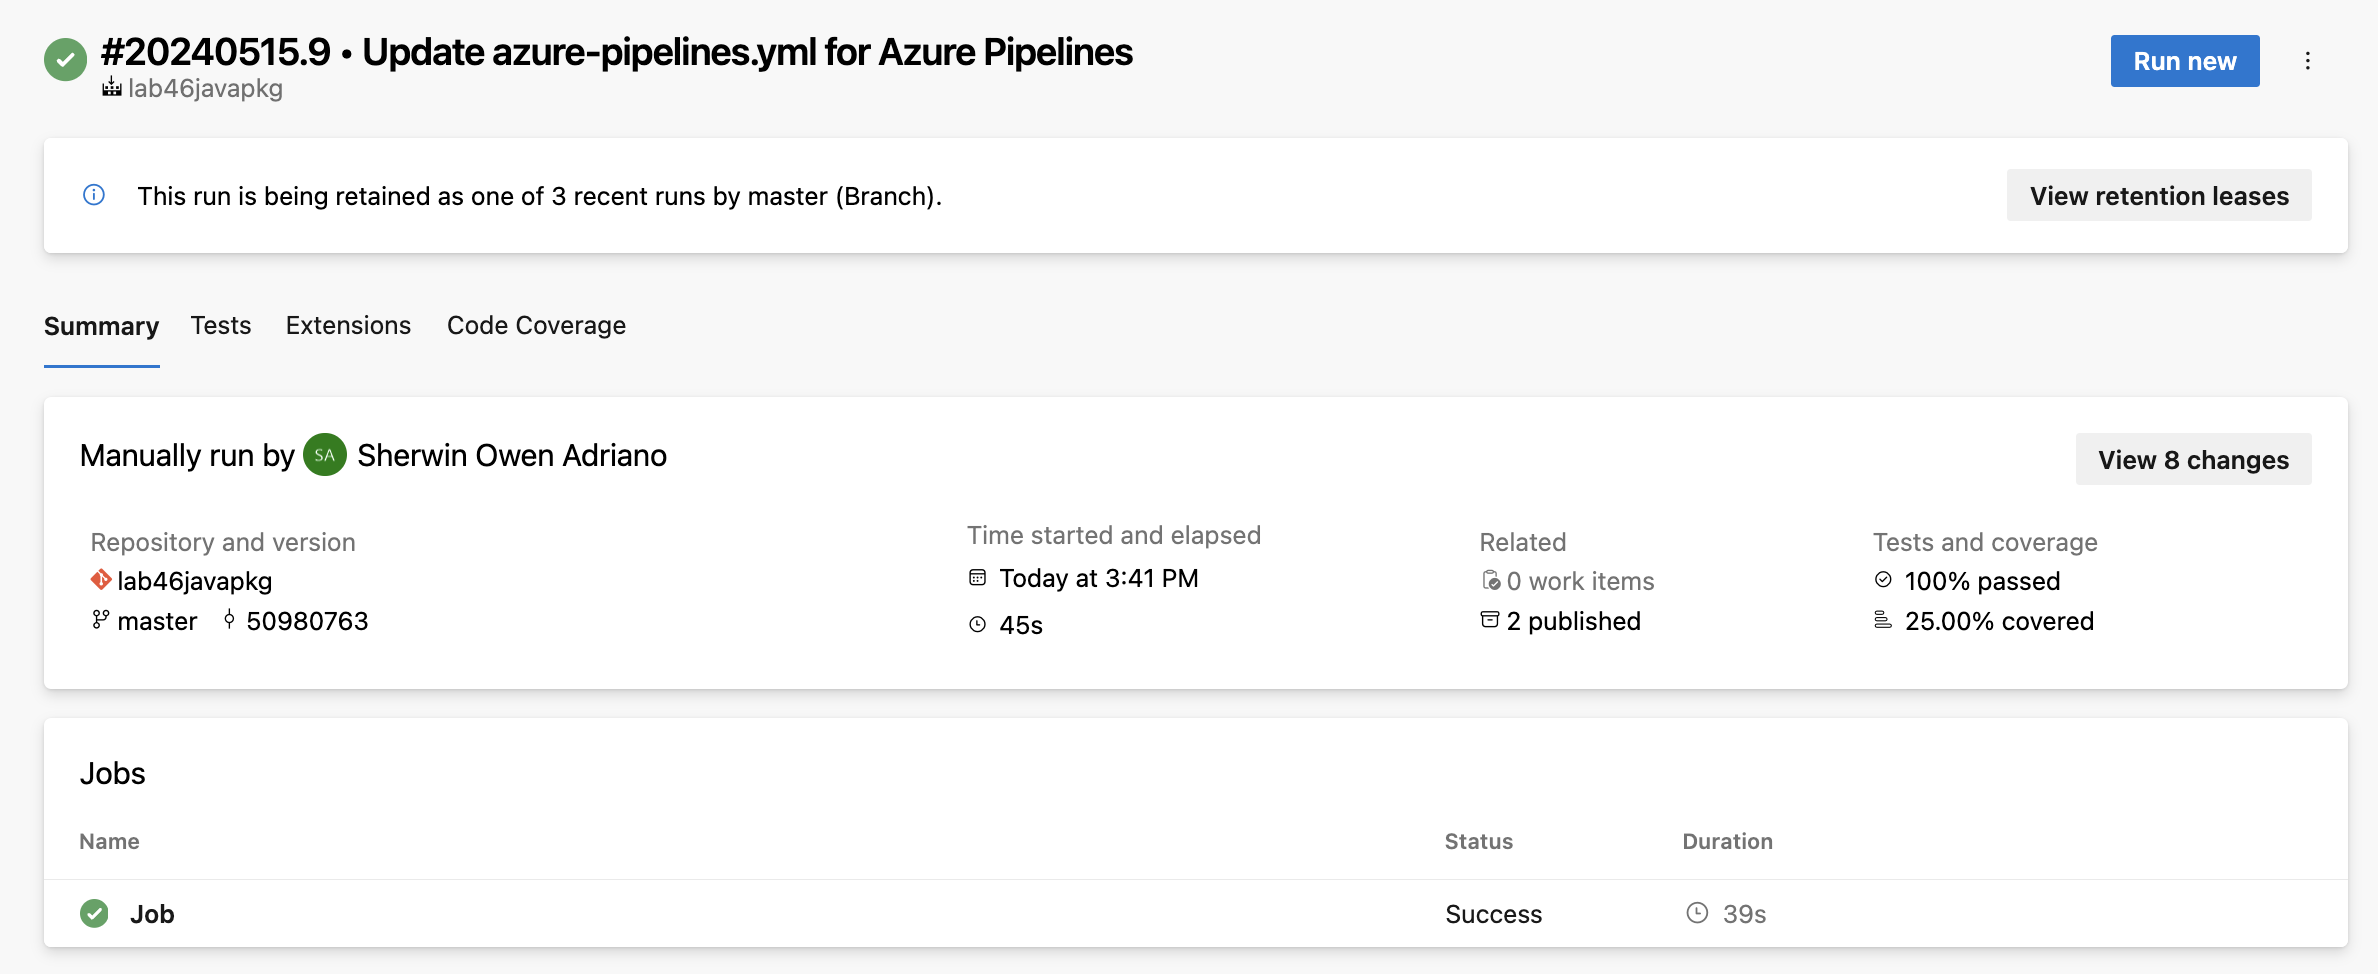 #20240515.9 • Update azure-pipelines.yml for Azure Pipelines
lab46javapkg
Run new
This run is being retained as one of 3 recent runs by master (Branch).
View retention leases
Summary Tests Extensions Code Coverage
Manually run by SA Sherwin Owen Adriano
View 8 changes
Repository and version
lab46javapkg
master 50980763
Time started and elapsed
Today at 3:41 PM
45s
Related
0 work items
2 published
Tests and coverage
100% passed
25.00% covered
Jobs
Name Status Duration
Job Success 39s